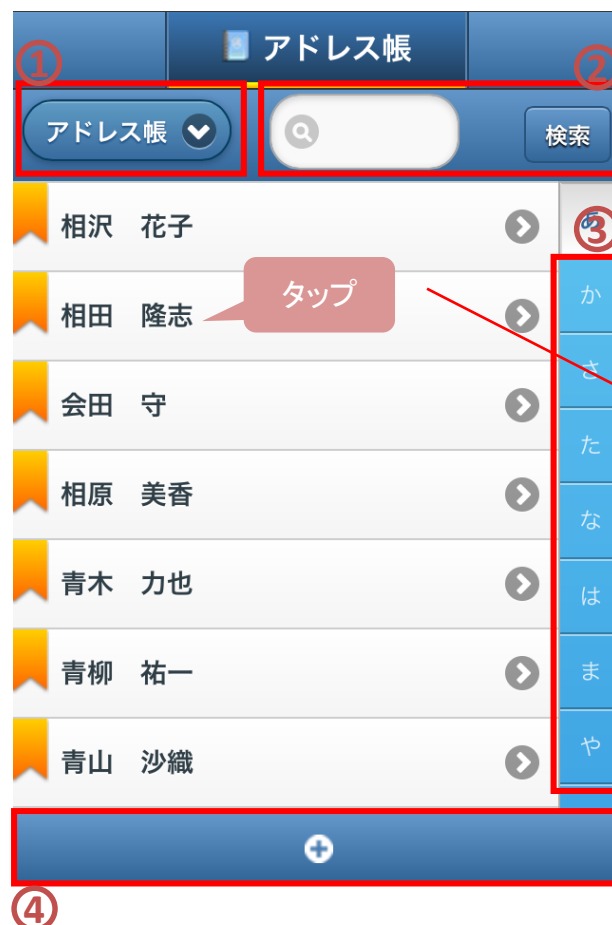 アドレス帳
①
②
アドレス帳
検索
相沢　花子
あ
③
タップ
か
相田　隆志
さ
会田　守
た
相原　美香
な
青木　力也
は
青柳　祐一
ま
青山　沙織
や
④